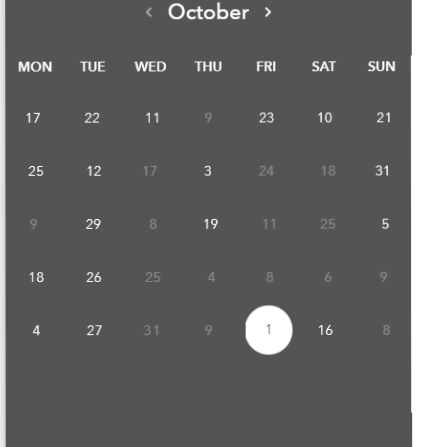 ‹ October ›
MON TUE WED THU FRI SAT SUN
17 22 11 9 23 10 21
25 12 17 3 24 18 31
9 29 8 19 11 25 5
18 26 25 4 8 6 9
4 27 31 9 1 16 8